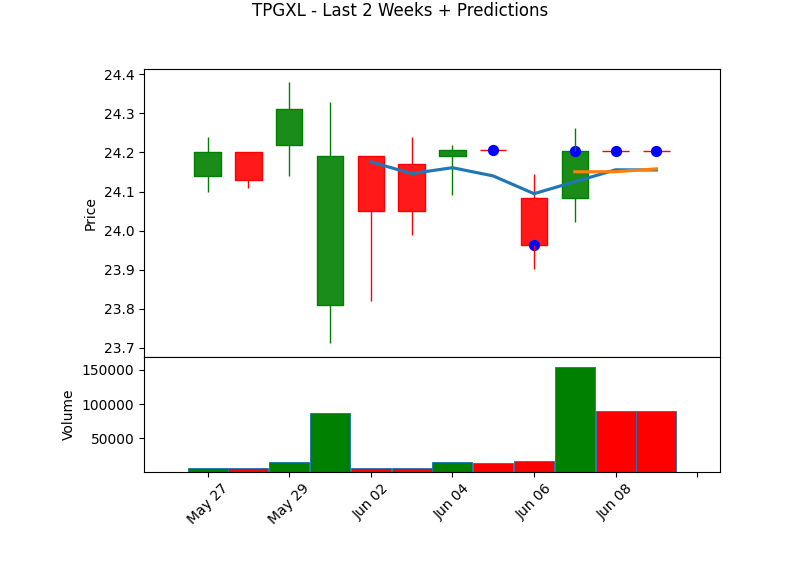 TPGXL - Last 2 Weeks + Predictions
24.4
24.3
24.2
24.1
24.0
23.9
23.8
23.7
Price
150000
100000
50000
Volume
May 27
May 29
Jun 02
Jun 04
Jun 06
Jun 08